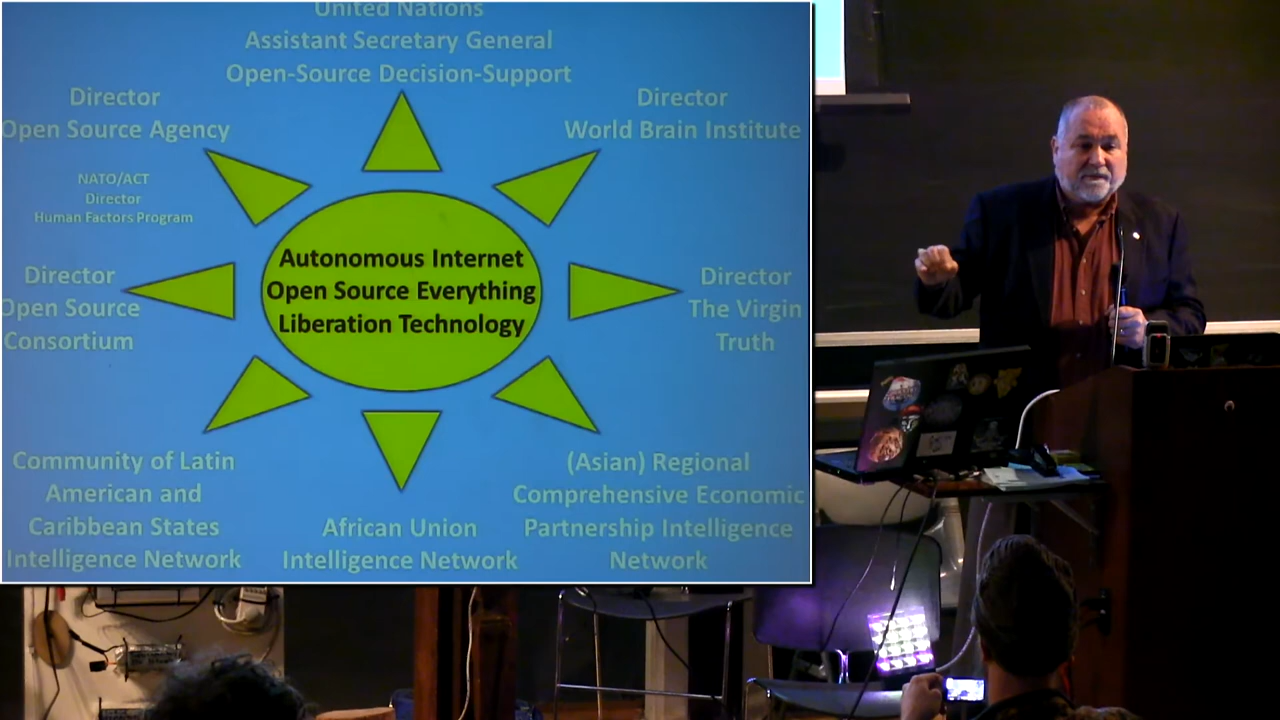 United Nations
Assistant Secretary General
Open-Source Decision-Support
Director
Open Source Agency
Director
World Brain Institute
NATO/ACT
Director
Human Factors Program
Director
Open Source
Consortium
Autonomous Internet
Open Source Everything
Liberation Technology
Director
The Virgin
Truth
Community of Latin
American and
Caribbean States
Intelligence Network
African Union
Intelligence Network
(Asian) Regional
Comprehensive Economic
Partnership Intelligence
Network